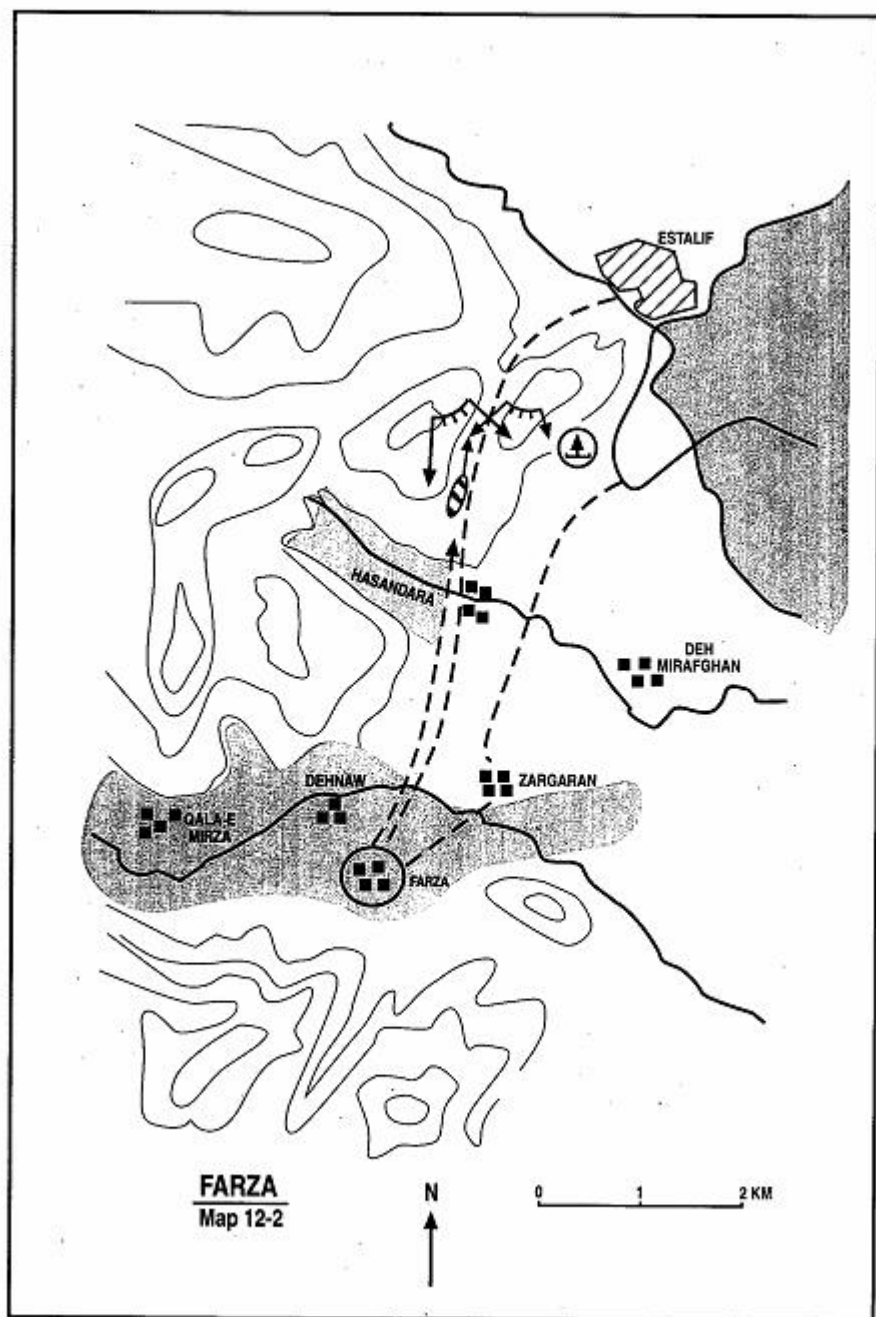 ESTALIF
HASANDARA
DEH
MIRAFGHAN
DEHNAW
ZARGARAN
QALA-E
MIRZA
FARZA
FARZA
Map 12-2
N
0 1 2 KM